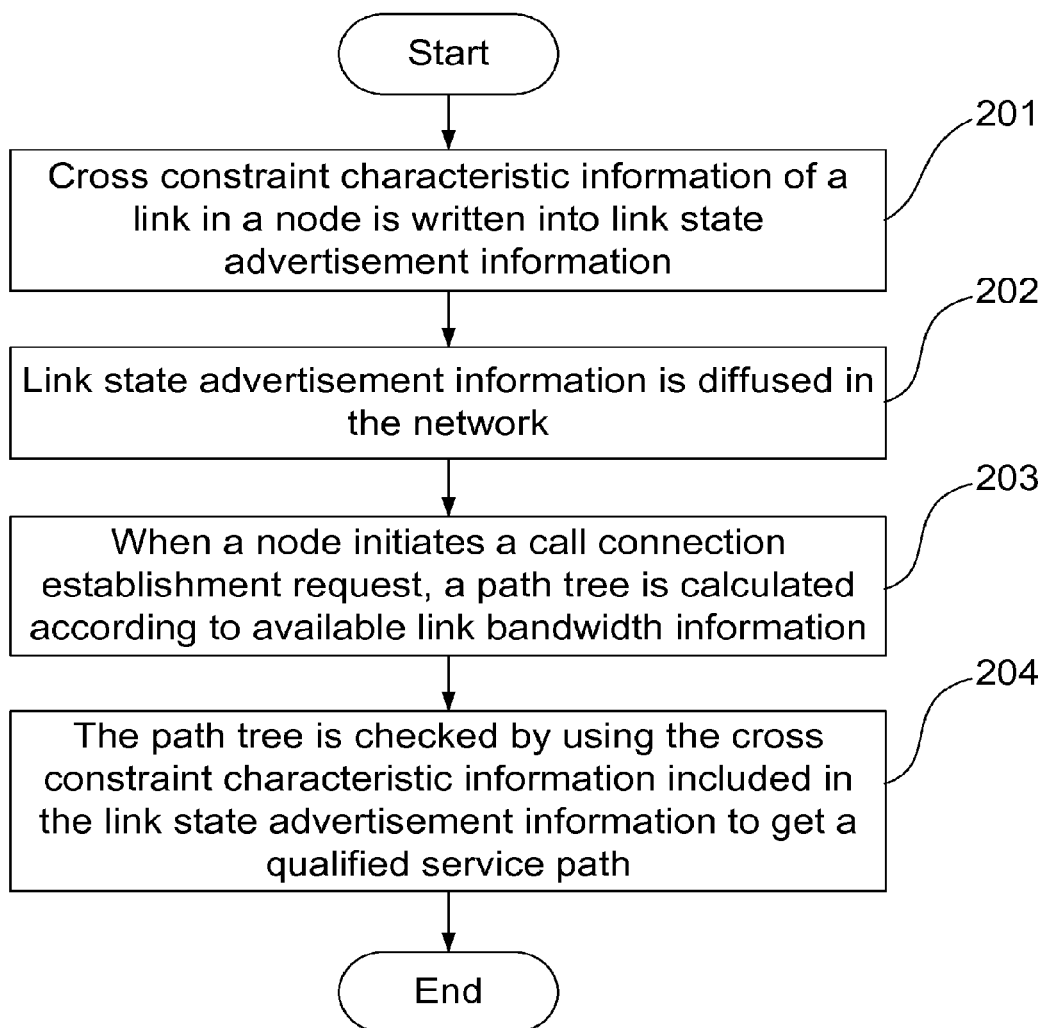 Start
201
Cross constraint characteristic information of a
link in a node is written into link state
advertisement information
202
Link state advertisement information is diffused in
the network
203
When a node initiates a call connection
establishment request, a path tree is calculated
according to available link bandwidth information
204
The path tree is checked by using the cross
constraint characteristic information included in
the link state advertisement information to get a
qualified service path
End